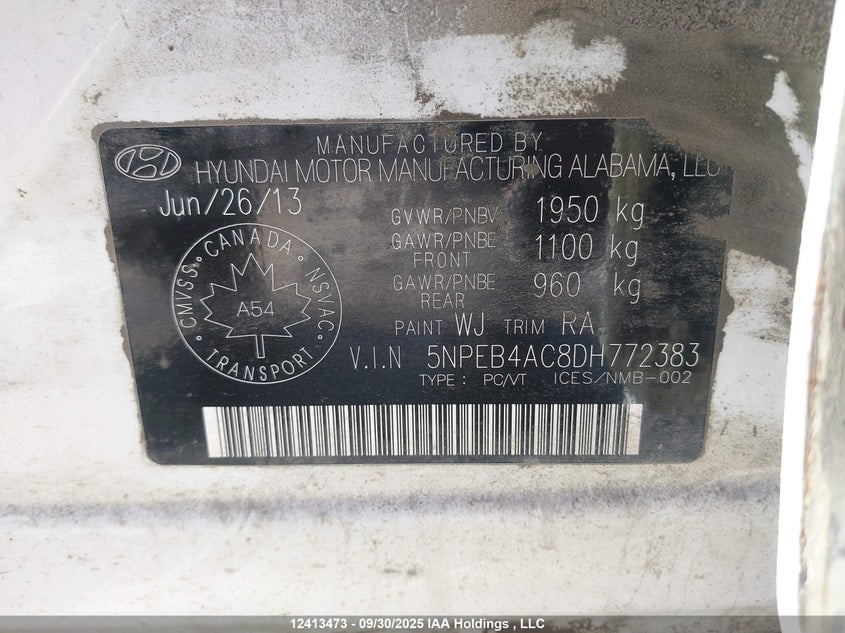 MANUFACTURED BY
HYUNDAI MOTOR MANUFACTURING ALABAMA, LLC
Jun/26/13
GVWR/PNBV 1950 kg
GAWR/PNBE FRONT 1100 kg
GAWR/PNBE REAR 960 kg
PAINT WJ TRIM RA
V.I.N 5NPEB4AC8DH772383
TYPE: PC/VT ICES/NMB-002
CANADA
CMVSS NSVAC
A54
TRANSPORT
12413473 - 09/30/2025 IAA Holdings , LLC